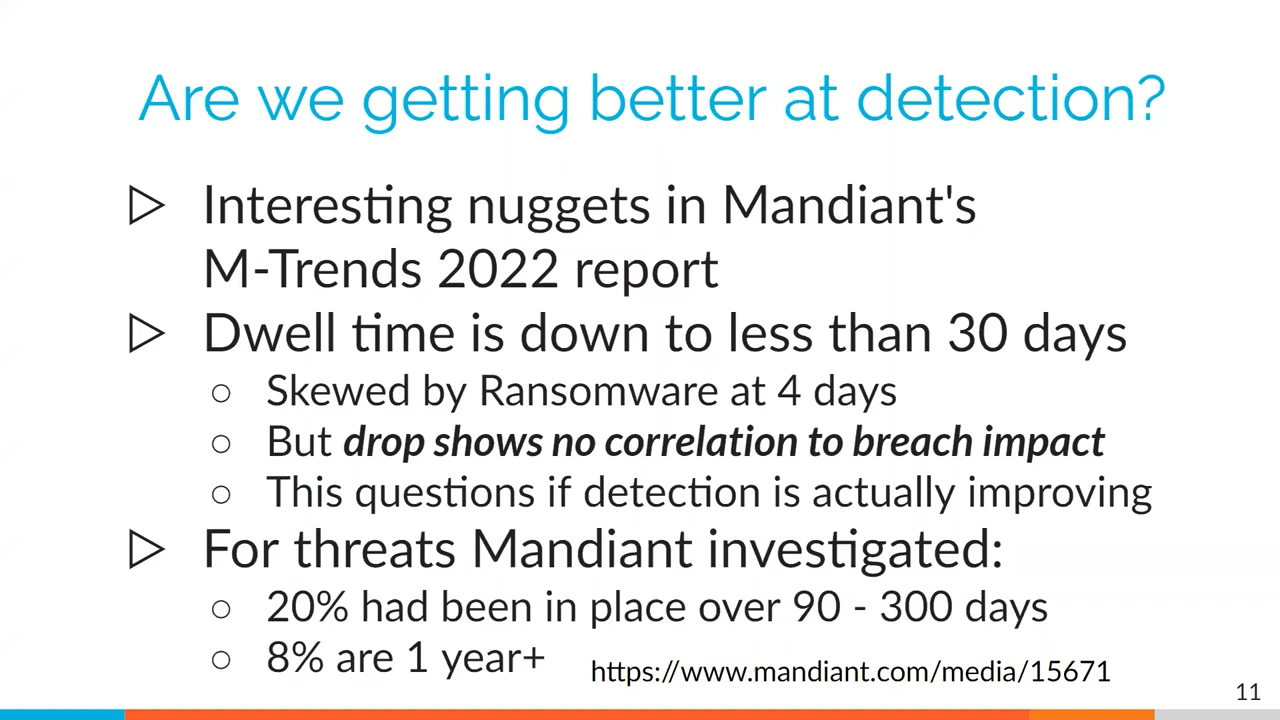 Are we getting better at detection?
▷ Interesting nuggets in Mandiant's
M-Trends 2022 report
▷ Dwell time is down to less than 30 days
○ Skewed by Ransomware at 4 days
○ But drop shows no correlation to breach impact
○ This questions if detection is actually improving
▷ For threats Mandiant investigated:
○ 20% had been in place over 90 - 300 days
○ 8% are 1 year+
https://www.mandiant.com/media/15671
11